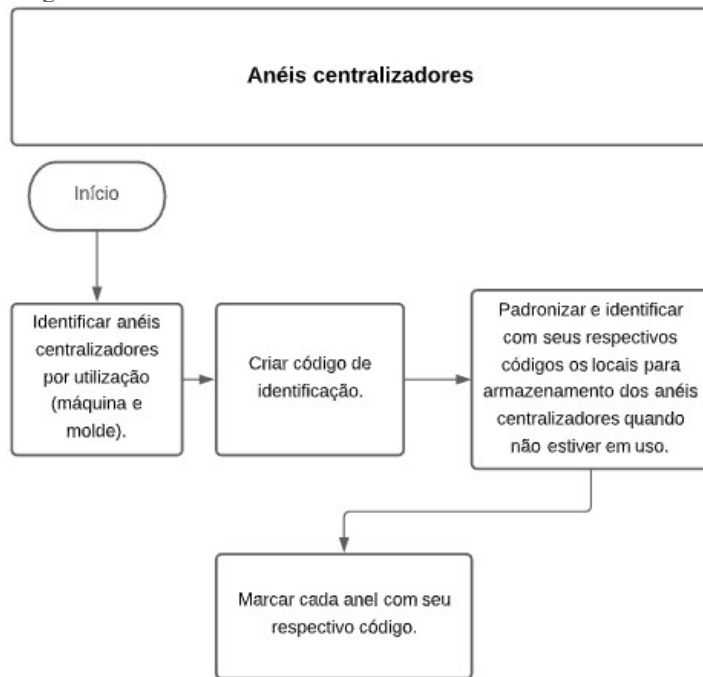 Anéis centralizadores
Início
Identificar anéis
centralizadores
por utilização
(máquina e
molde).
Criar código de
identificação.
Padronizar e identificar
com seus respectivos
códigos os locais para
armazenamento dos anéis
centralizadores quando
não estiver em uso.
Marcar cada anel com seu
respectivo código.